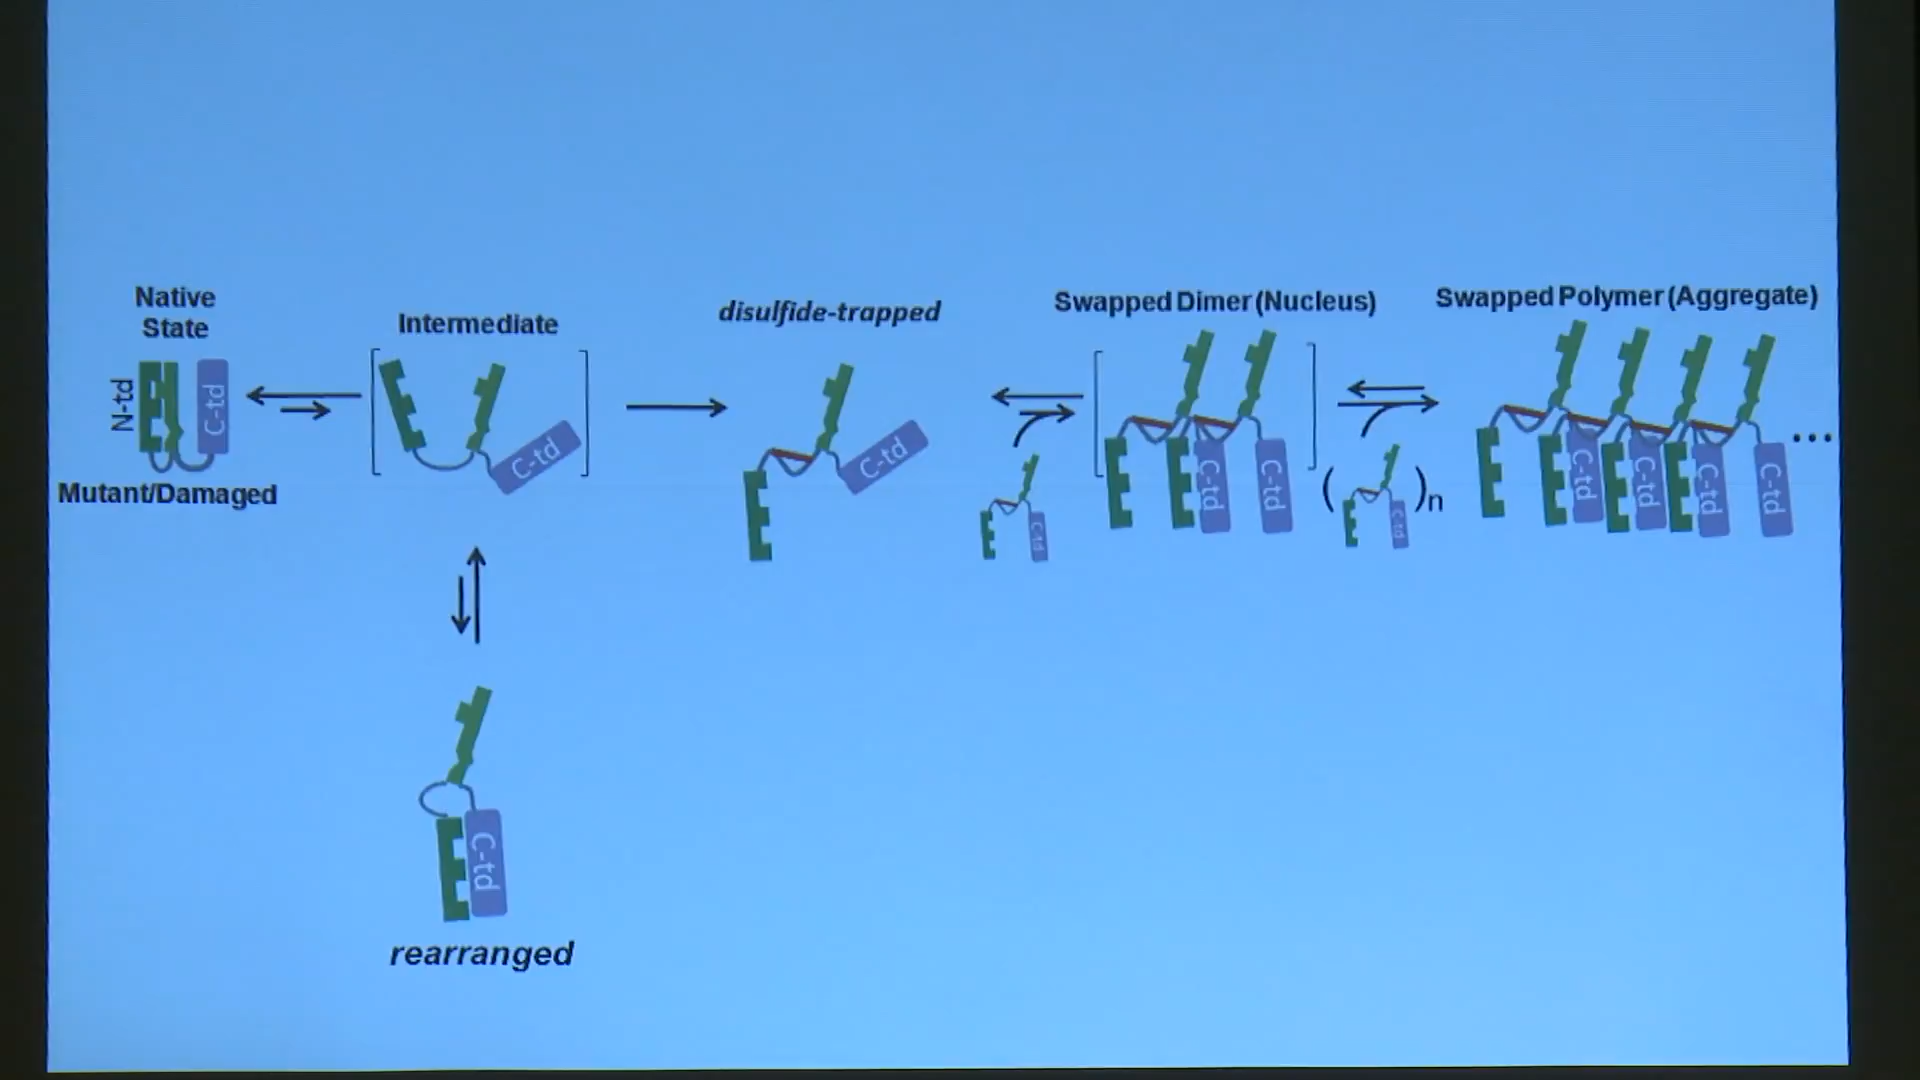 Native
State
N-td
C-td
Mutant/Damaged
Intermediate
C-td
disulfide-trapped
C-td
C-td
Swapped Dimer (Nucleus)
C-td
C-td
( C-td )n
Swapped Polymer (Aggregate)
C-td
C-td
C-td
C-td
...
C-td
rearranged